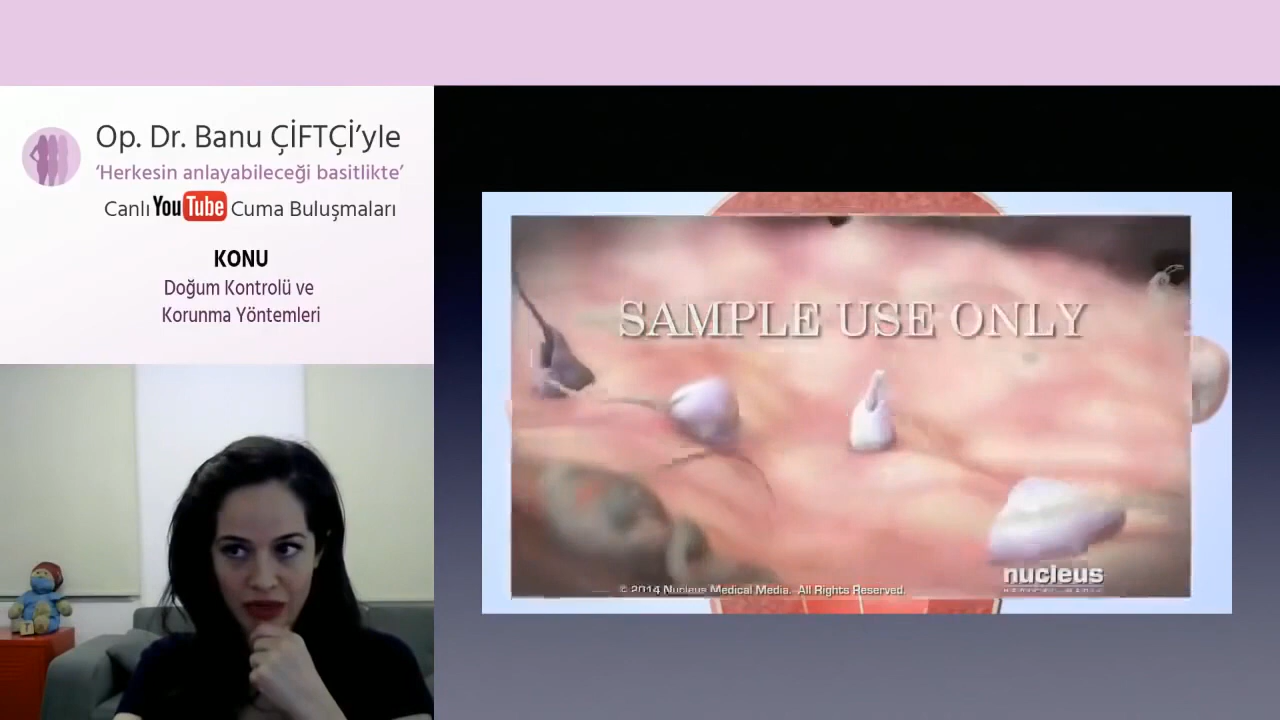 Op. Dr. Banu ÇİFTÇİ'yle
'Herkesin anlayabileceği basitlikte'
Canlı YouTube Cuma Buluşmaları
KONU
Doğum Kontrolü ve
Korunma Yöntemleri
SAMPLE USE ONLY
nucleus
© 2014 Nucleus Medical Media. All Rights Reserved.